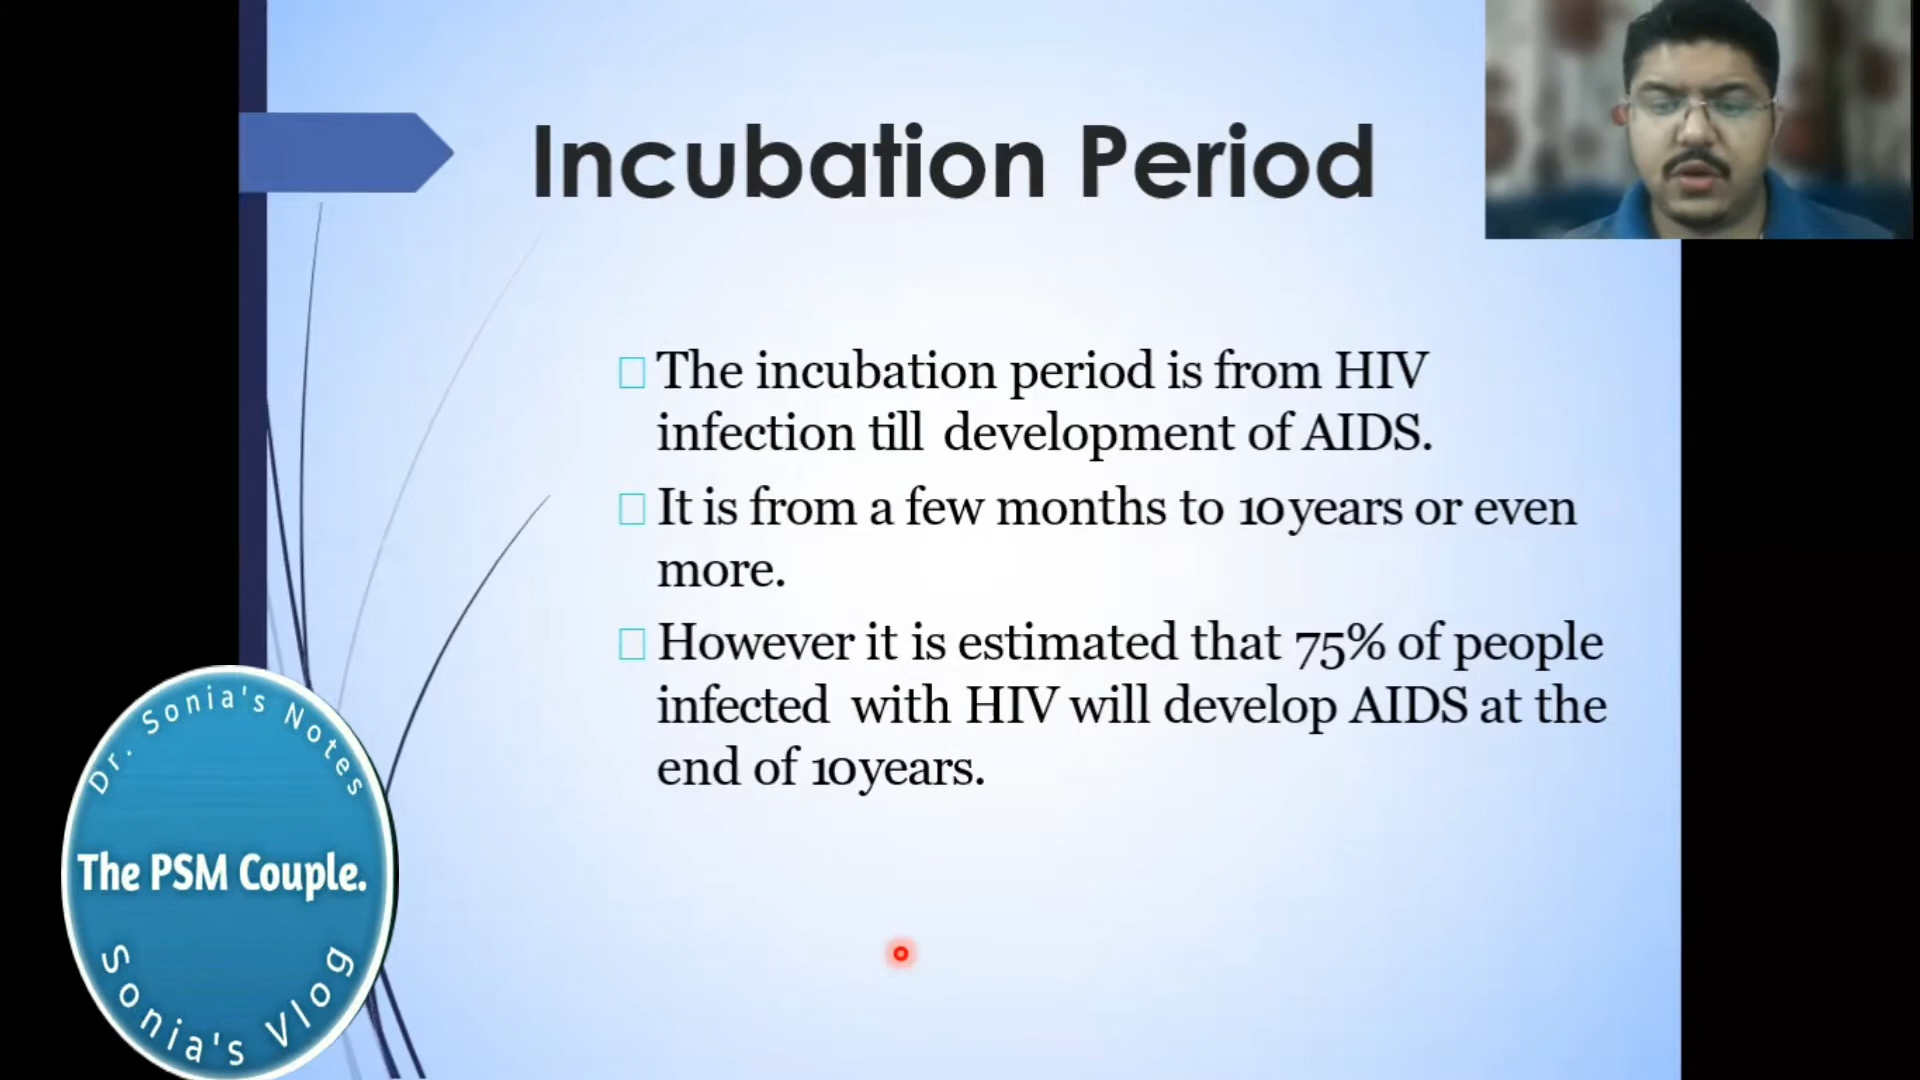 Incubation Period
The incubation period is from HIV
infection till development of AIDS.
It is from a few months to 10years or even
more.
However it is estimated that 75% of people
infected with HIV will develop AIDS at the
end of 10years.
Dr. Sonia's Notes
The PSM Couple.
Sonia's Vlog